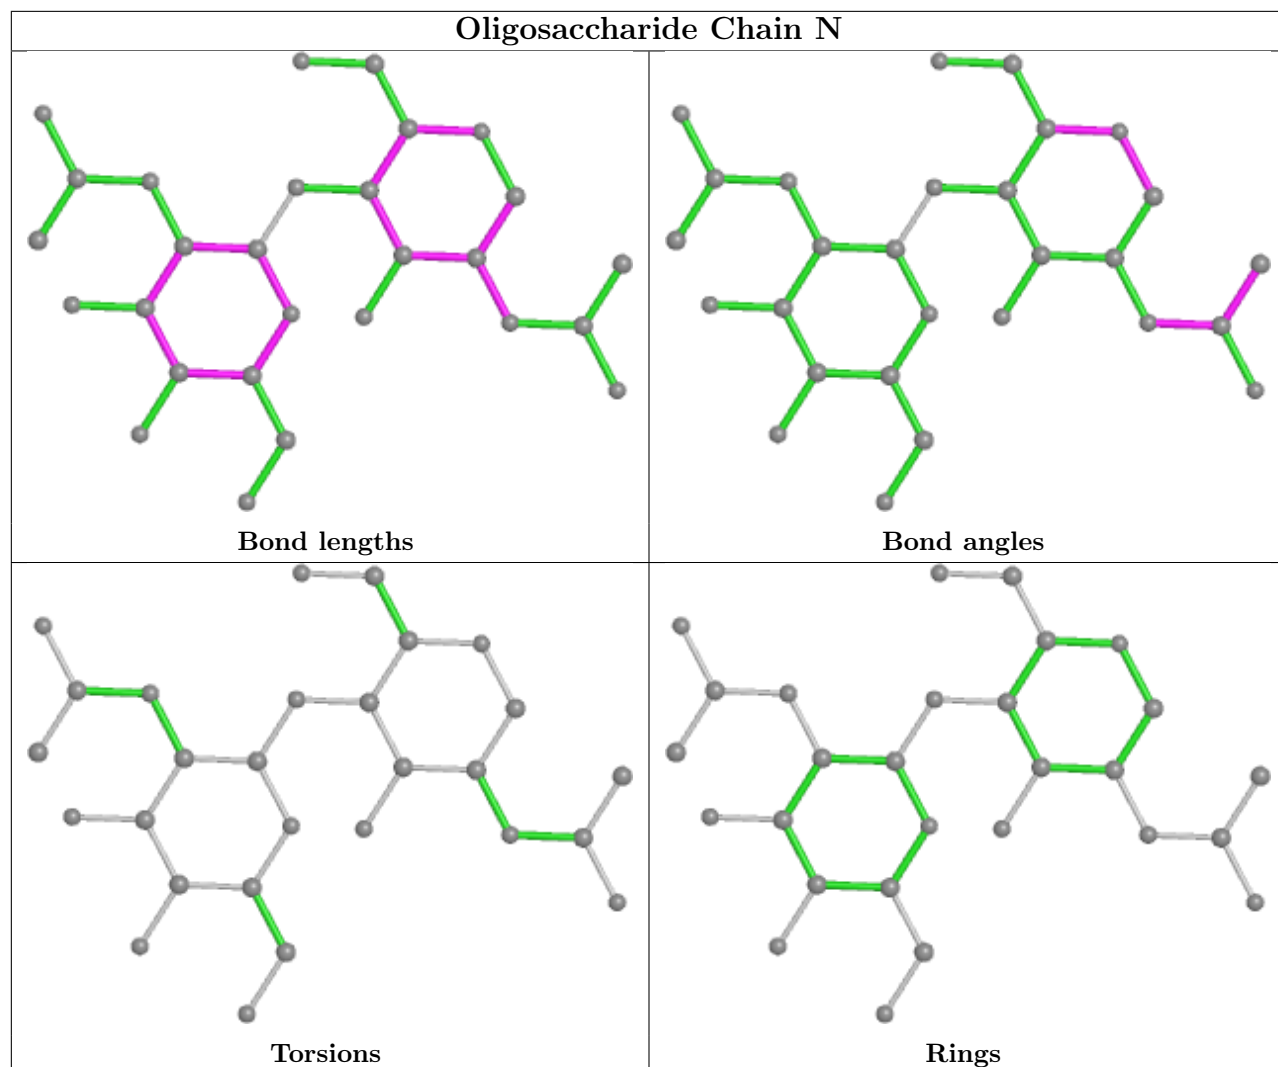 Oligosaccharide Chain N
Bond lengths
Bond angles
Torsions
Rings